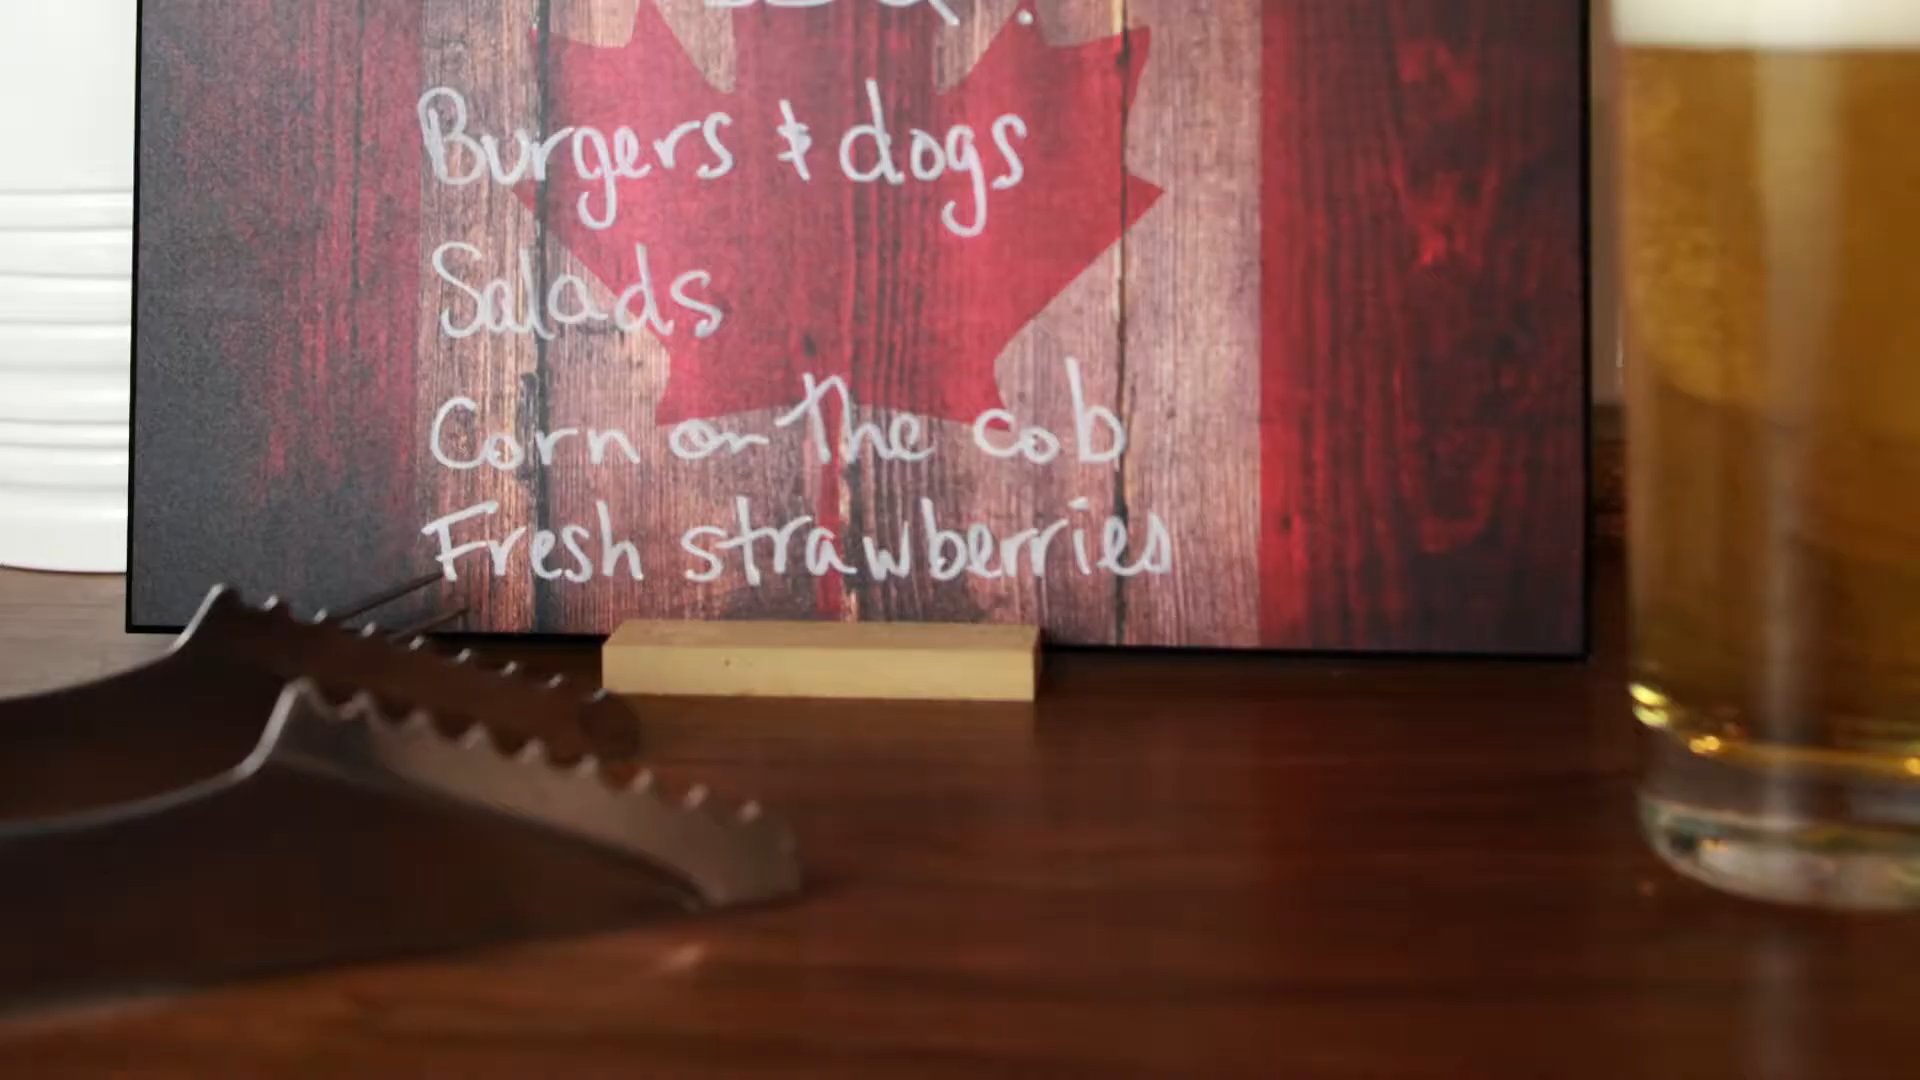 Burgers & dogs
Salads
Corn on the cob
Fresh strawberries